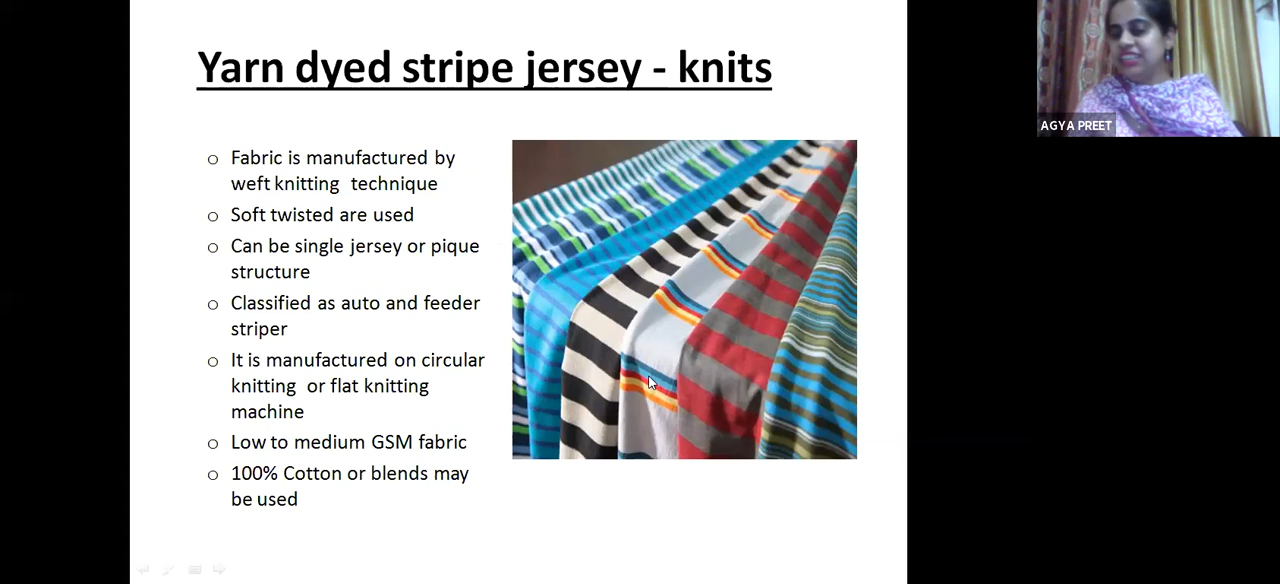 Yarn dyed stripe jersey - knits
AGYA PREET
o Fabric is manufactured by
weft knitting technique
o Soft twisted are used
o Can be single jersey or pique
structure
o Classified as auto and feeder
striper
o It is manufactured on circular
knitting or flat knitting
machine
o Low to medium GSM fabric
o 100% Cotton or blends may
be used